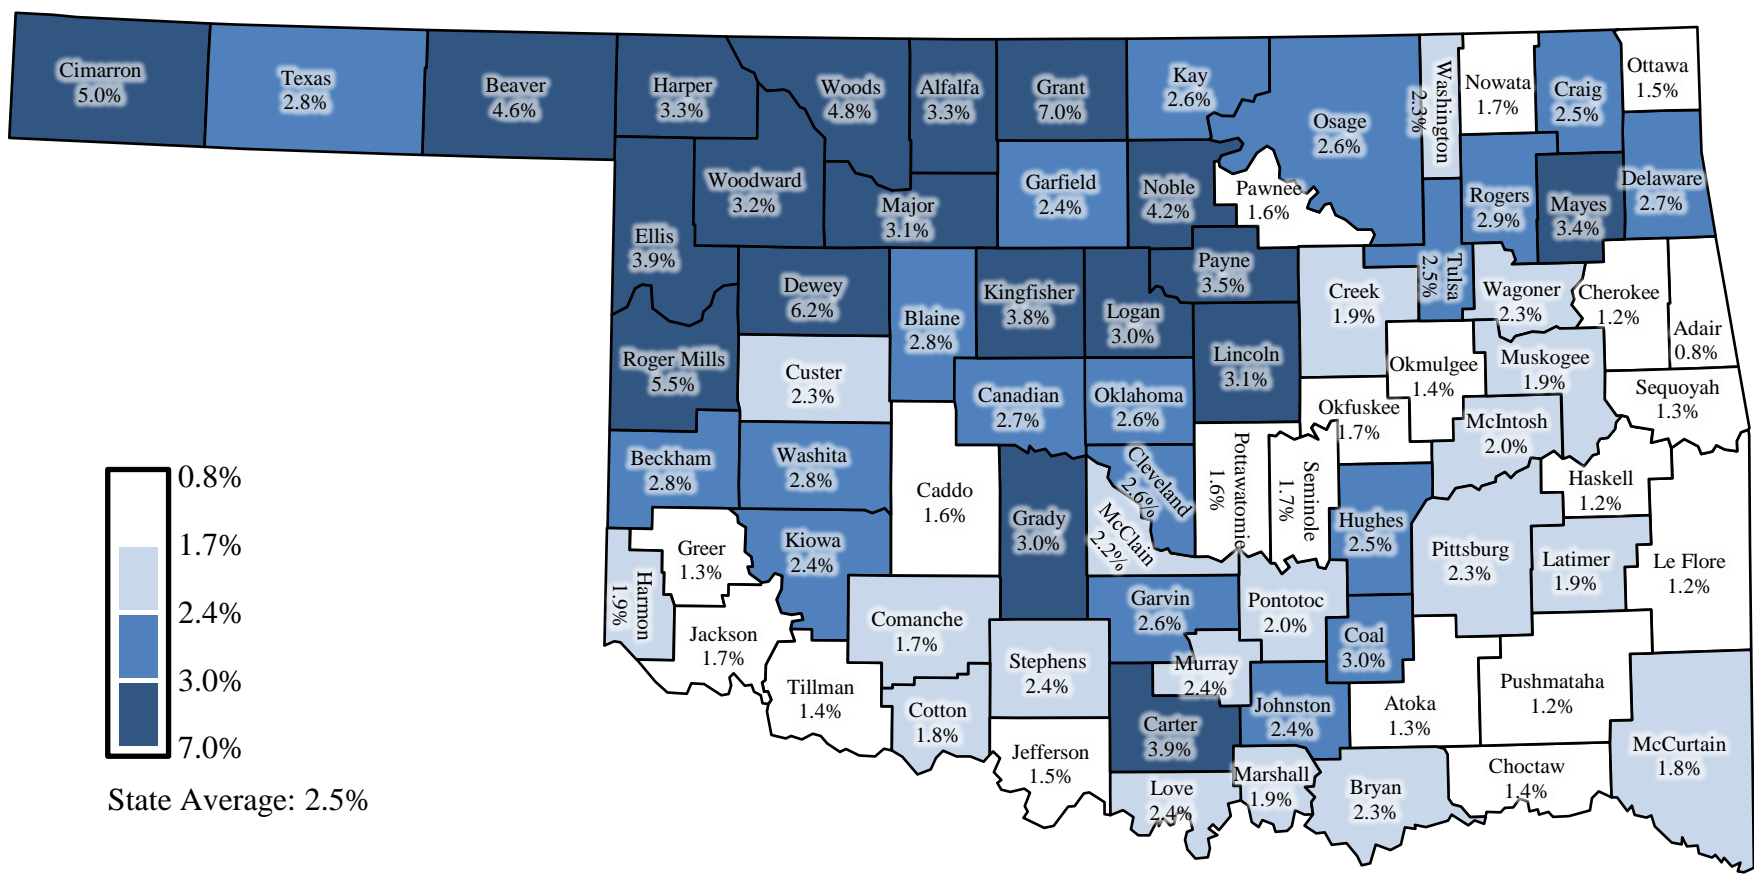 Cimarron
5.0%
Texas
2.8%
Beaver
4.6%
Harper
3.3%
Woods
4.8%
Alfalfa
3.3%
Grant
7.0%
Kay
2.6%
Osage
2.6%
Washington
2.3%
Nowata
1.7%
Craig
2.5%
Ottawa
1.5%
Woodward
3.2%
Major
3.1%
Garfield
2.4%
Noble
4.2%
Pawnee
1.6%
Rogers
2.9%
Mayes
3.4%
Delaware
2.7%
Ellis
3.9%
Dewey
6.2%
Blaine
2.8%
Kingfisher
3.8%
Logan
3.0%
Payne
3.5%
Creek
1.9%
Tulsa
2.5%
Wagoner
2.3%
Cherokee
1.2%
Adair
0.8%
Roger Mills
5.5%
Custer
2.3%
Canadian
2.7%
Oklahoma
2.6%
Lincoln
3.1%
Okmulgee
1.4%
Muskogee
1.9%
Sequoyah
1.3%
Okfuskee
1.7%
McIntosh
2.0%
Beckham
2.8%
Washita
2.8%
Caddo
1.6%
Grady
3.0%
Cleveland
2.6%
McClain
2.2%
Pottawatomie
1.6%
Seminole
1.7%
Hughes
2.5%
Haskell
1.2%
Pittsburg
2.3%
Latimer
1.9%
Le Flore
1.2%
Greer
1.3%
Kiowa
2.4%
Harmon
1.9%
Jackson
1.7%
Comanche
1.7%
Garvin
2.6%
Pontotoc
2.0%
Coal
3.0%
Stephens
2.4%
Murray
2.4%
Tillman
1.4%
Cotton
1.8%
Carter
3.9%
Johnston
2.4%
Atoka
1.3%
Pushmataha
1.2%
McCurtain
1.8%
Jefferson
1.5%
Love
2.4%
Marshall
1.9%
Bryan
2.3%
Choctaw
1.4%
0.8%
1.7%
2.4%
3.0%
7.0%
State Average: 2.5%